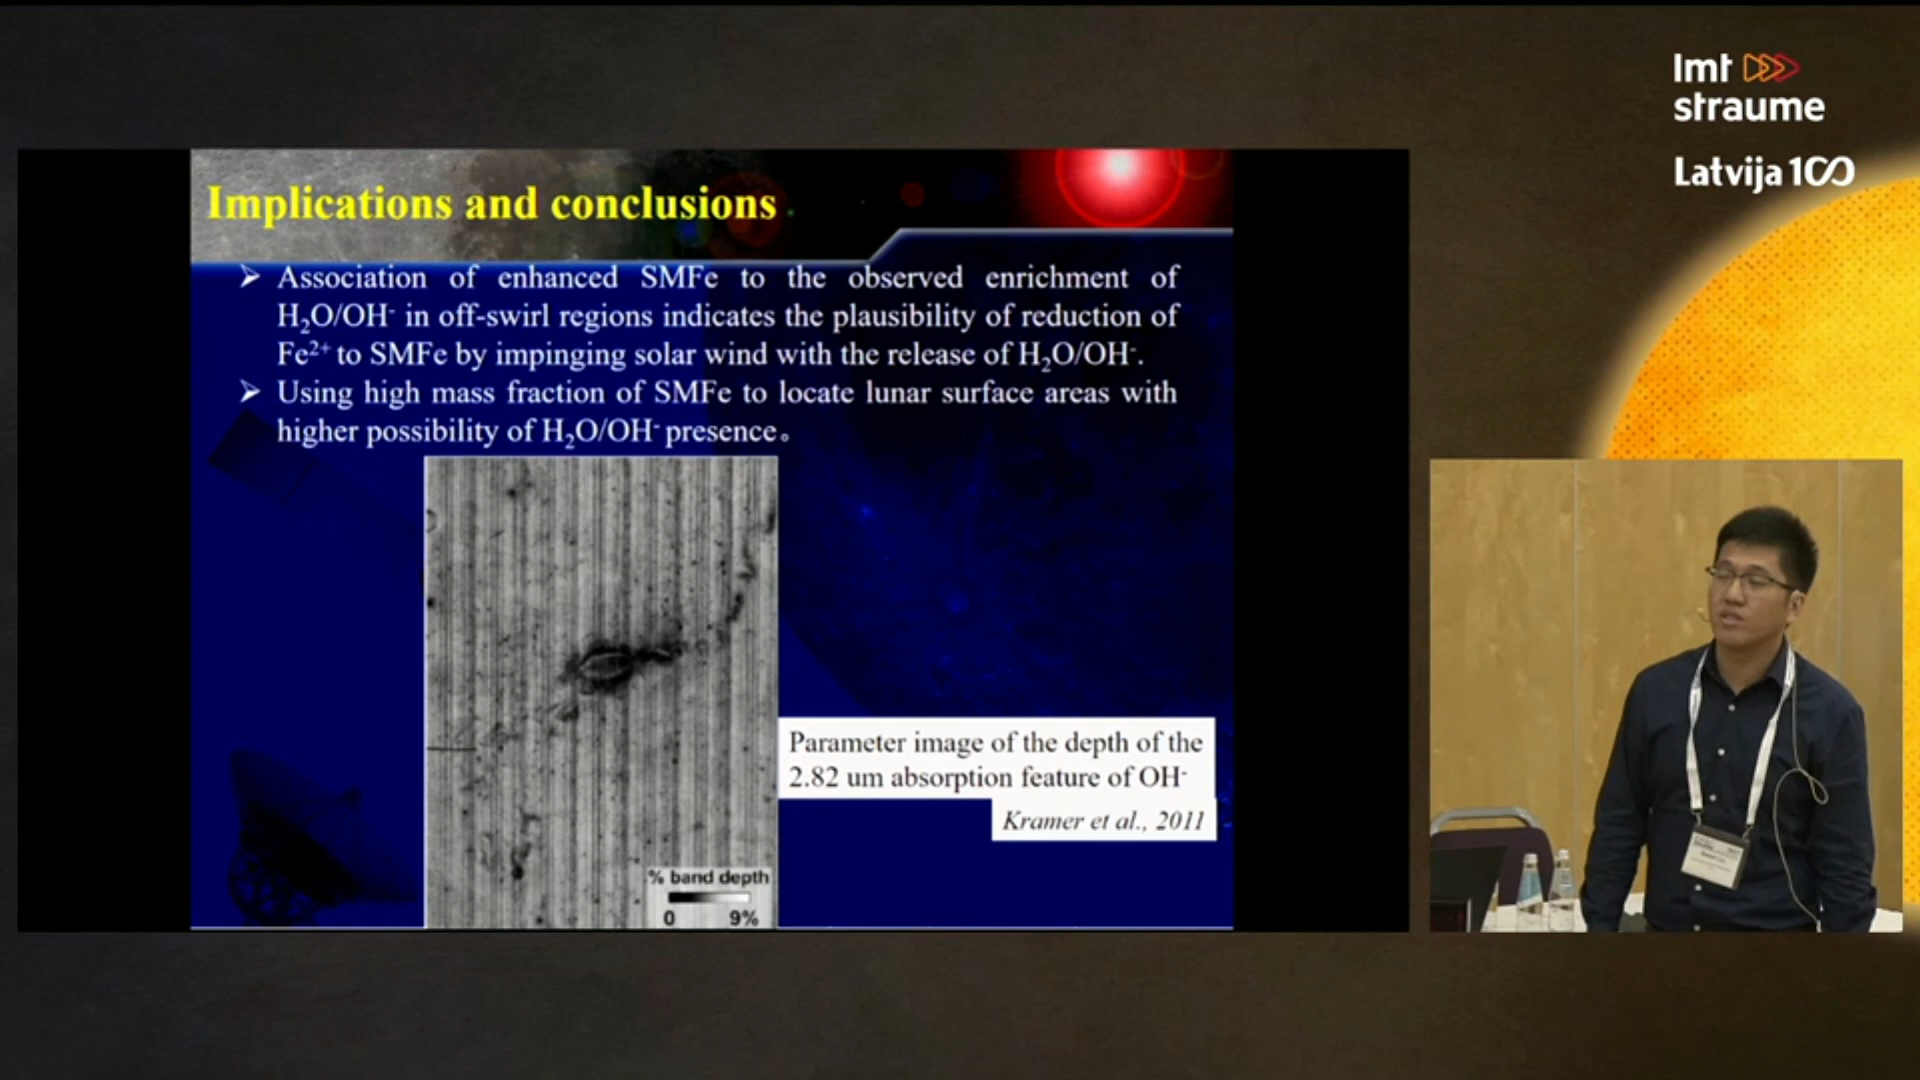 lmt
straume
Latvija 100
Implications and conclusions
➢ Association of enhanced SMFe to the observed enrichment of
H₂O/OH⁻ in off-swirl regions indicates the plausibility of reduction of
Fe²⁺ to SMFe by impinging solar wind with the release of H₂O/OH⁻.
➢ Using high mass fraction of SMFe to locate lunar surface areas with
higher possibility of H₂O/OH⁻ presence。
Parameter image of the depth of the
2.82 um absorption feature of OH⁻
Kramer et al., 2011
% band depth
0 9%